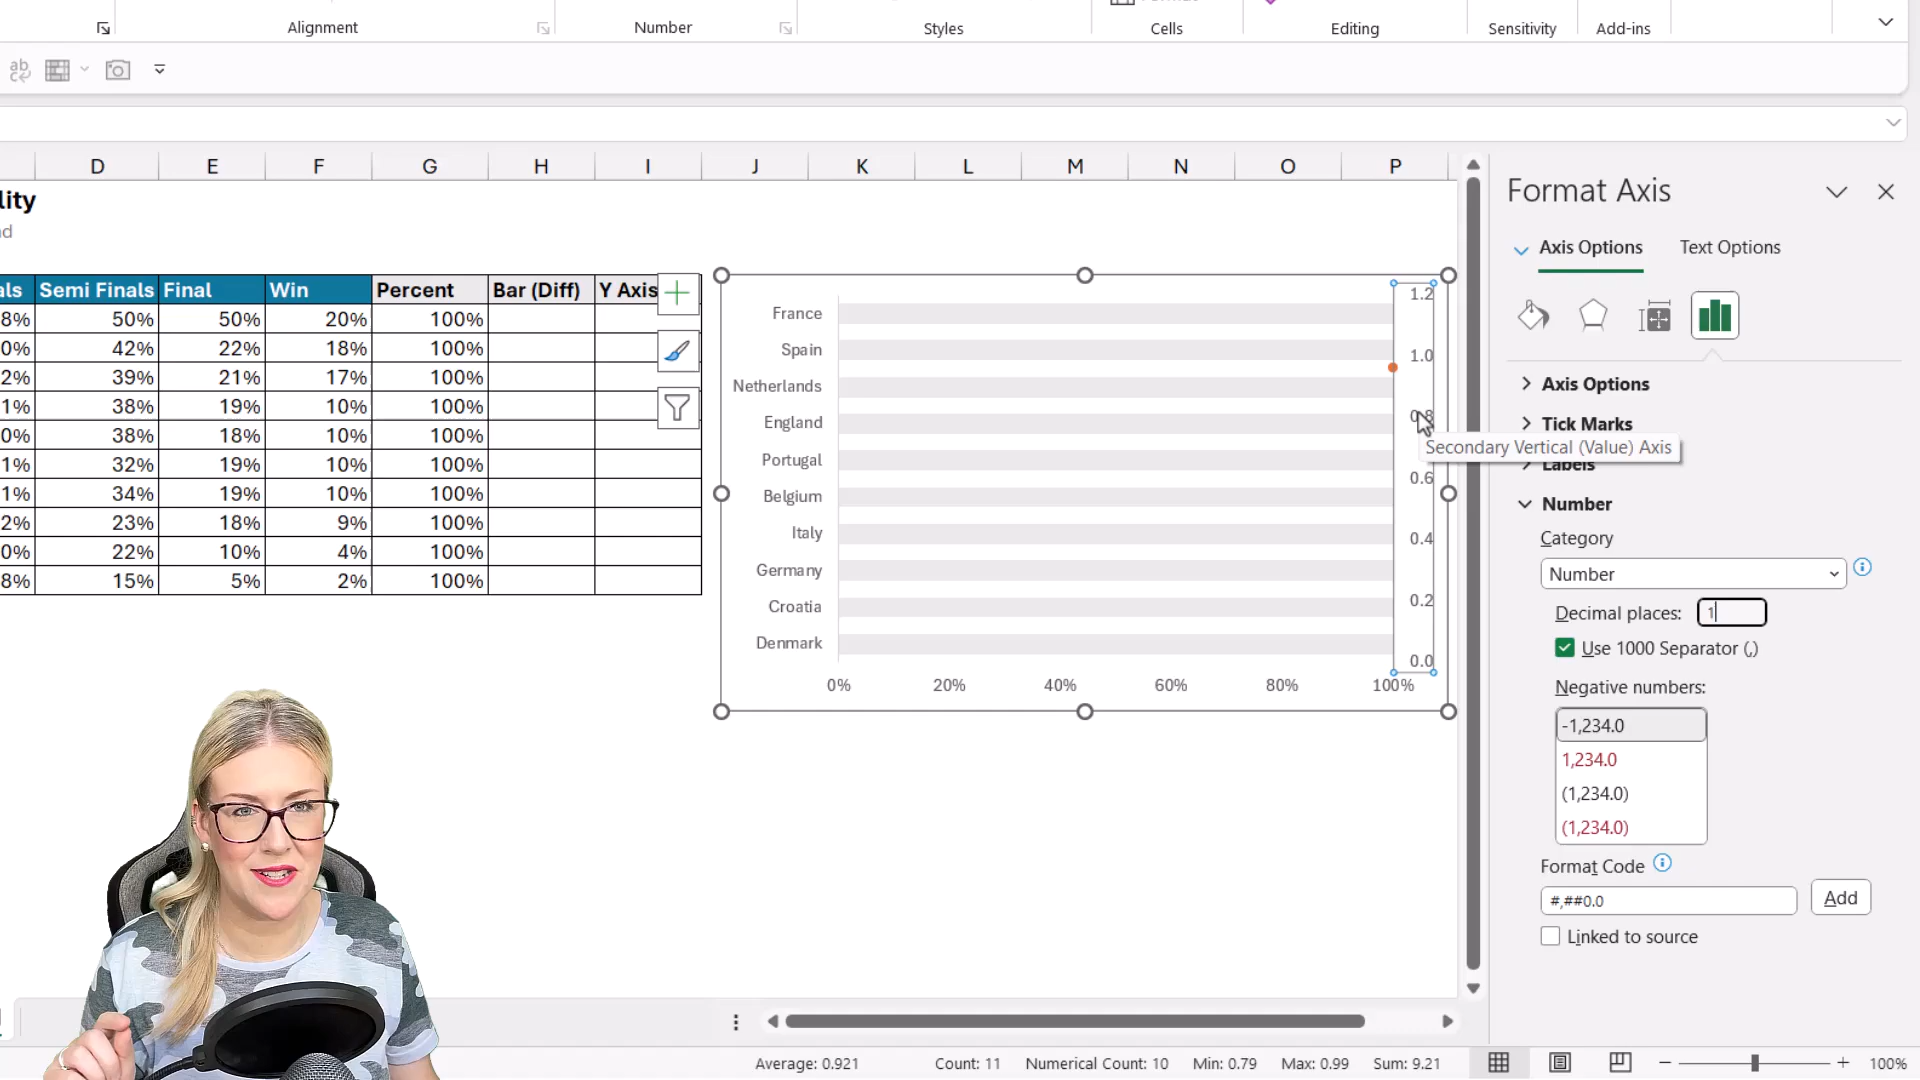 Alignment
Number
Styles
Cells
Editing
Sensitivity
Add-ins
D E F G H I J K L M N O P
lity
nd
als Semi Finals Final Win Percent Bar (Diff) Y Axis
8% 50% 50% 20% 100%
0% 42% 22% 18% 100%
2% 39% 21% 17% 100%
1% 38% 19% 10% 100%
0% 38% 18% 10% 100%
1% 32% 19% 10% 100%
1% 34% 19% 10% 100%
2% 23% 18% 9% 100%
0% 22% 10% 4% 100%
8% 15% 5% 2% 100%
France
Spain
Netherlands
England
Portugal
Belgium
Italy
Germany
Croatia
Denmark
0% 20% 40% 60% 80% 100%
1.2
1.0
0.8
0.6
0.4
0.2
0.0
Secondary Vertical (Value) Axis
Format Axis
Axis Options Text Options
Axis Options
Tick Marks
Labels
Number
Category
Number
Decimal places: 1
Use 1000 Separator (,)
Negative numbers:
-1,234.0
1,234.0
(1,234.0)
(1,234.0)
Format Code
#,##0.0
Add
Linked to source
Average: 0.921 Count: 11 Numerical Count: 10 Min: 0.79 Max: 0.99 Sum: 9.21 100%